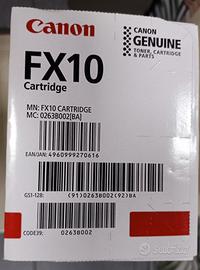 Canon
CANON
GENUINE
TONER, CARTRIDGE
& PARTS
FX10
Cartridge
MN: FX10 CARTRIDGE
MC: 0263B002[BA]
EAN/JAN: 4960999270616
GS1-128: (91)0263B002(92)BA
CODE39: 0263B002
Subito